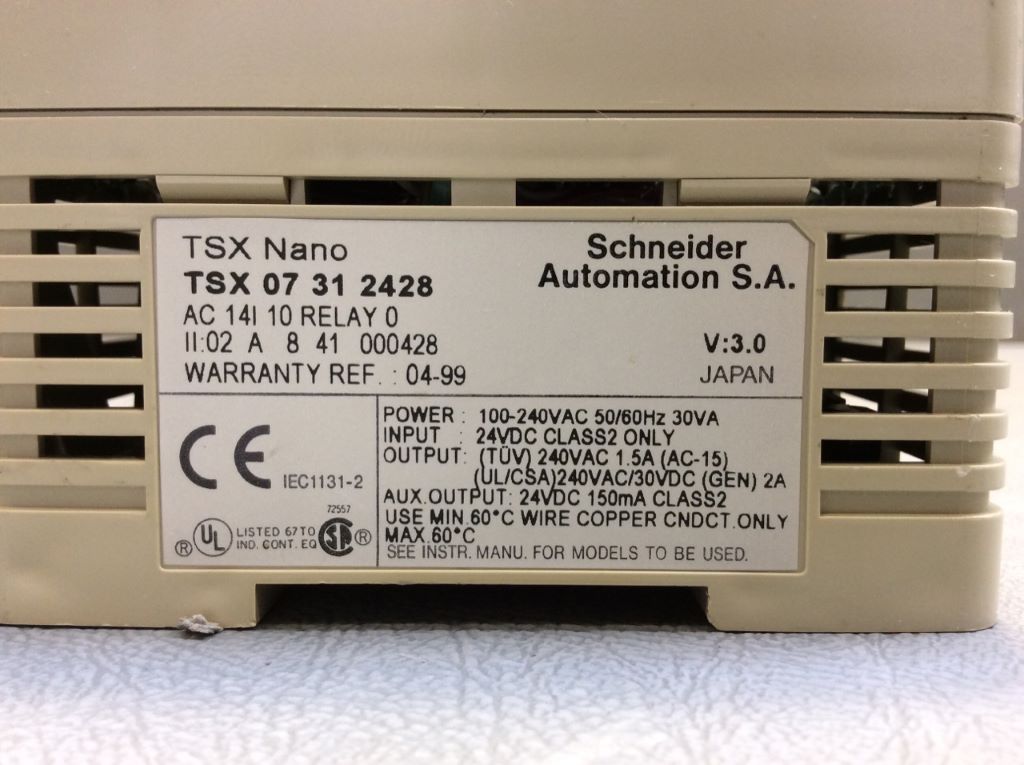 TSX Nano
TSX 07 31 2428
AC 14I 10 RELAY 0
II:02 A 8 41 000428
WARRANTY REF. : 04-99
Schneider
Automation S.A.
V:3.0
JAPAN
CE IEC1131-2
72557
® UL LISTED 67T0
IND. CONT. EQ SA ®
POWER : 100-240VAC 50/60Hz 30VA
INPUT : 24VDC CLASS2 ONLY
OUTPUT: (TÜV) 240VAC 1.5A (AC-15)
(UL/CSA)240VAC/30VDC (GEN) 2A
AUX.OUTPUT: 24VDC 150mA CLASS2
USE MIN.60°C WIRE COPPER CNDCT.ONLY
MAX.60°C
SEE INSTR. MANU. FOR MODELS TO BE USED.